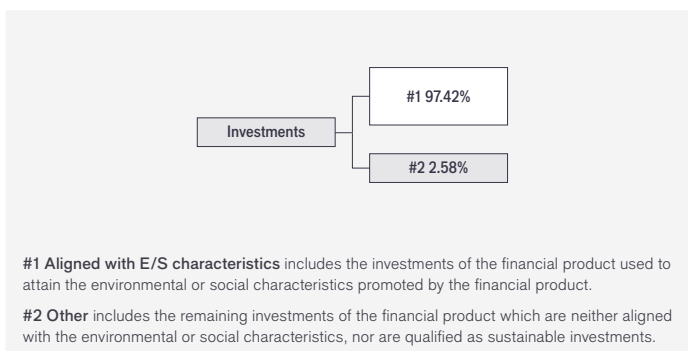 #1 97.42%
Investments
#2 2.58%
#1 Aligned with E/S characteristics includes the investments of the financial product used to
attain the environmental or social characteristics promoted by the financial product.
#2 Other includes the remaining investments of the financial product which are neither aligned
with the environmental or social characteristics, nor are qualified as sustainable investments.